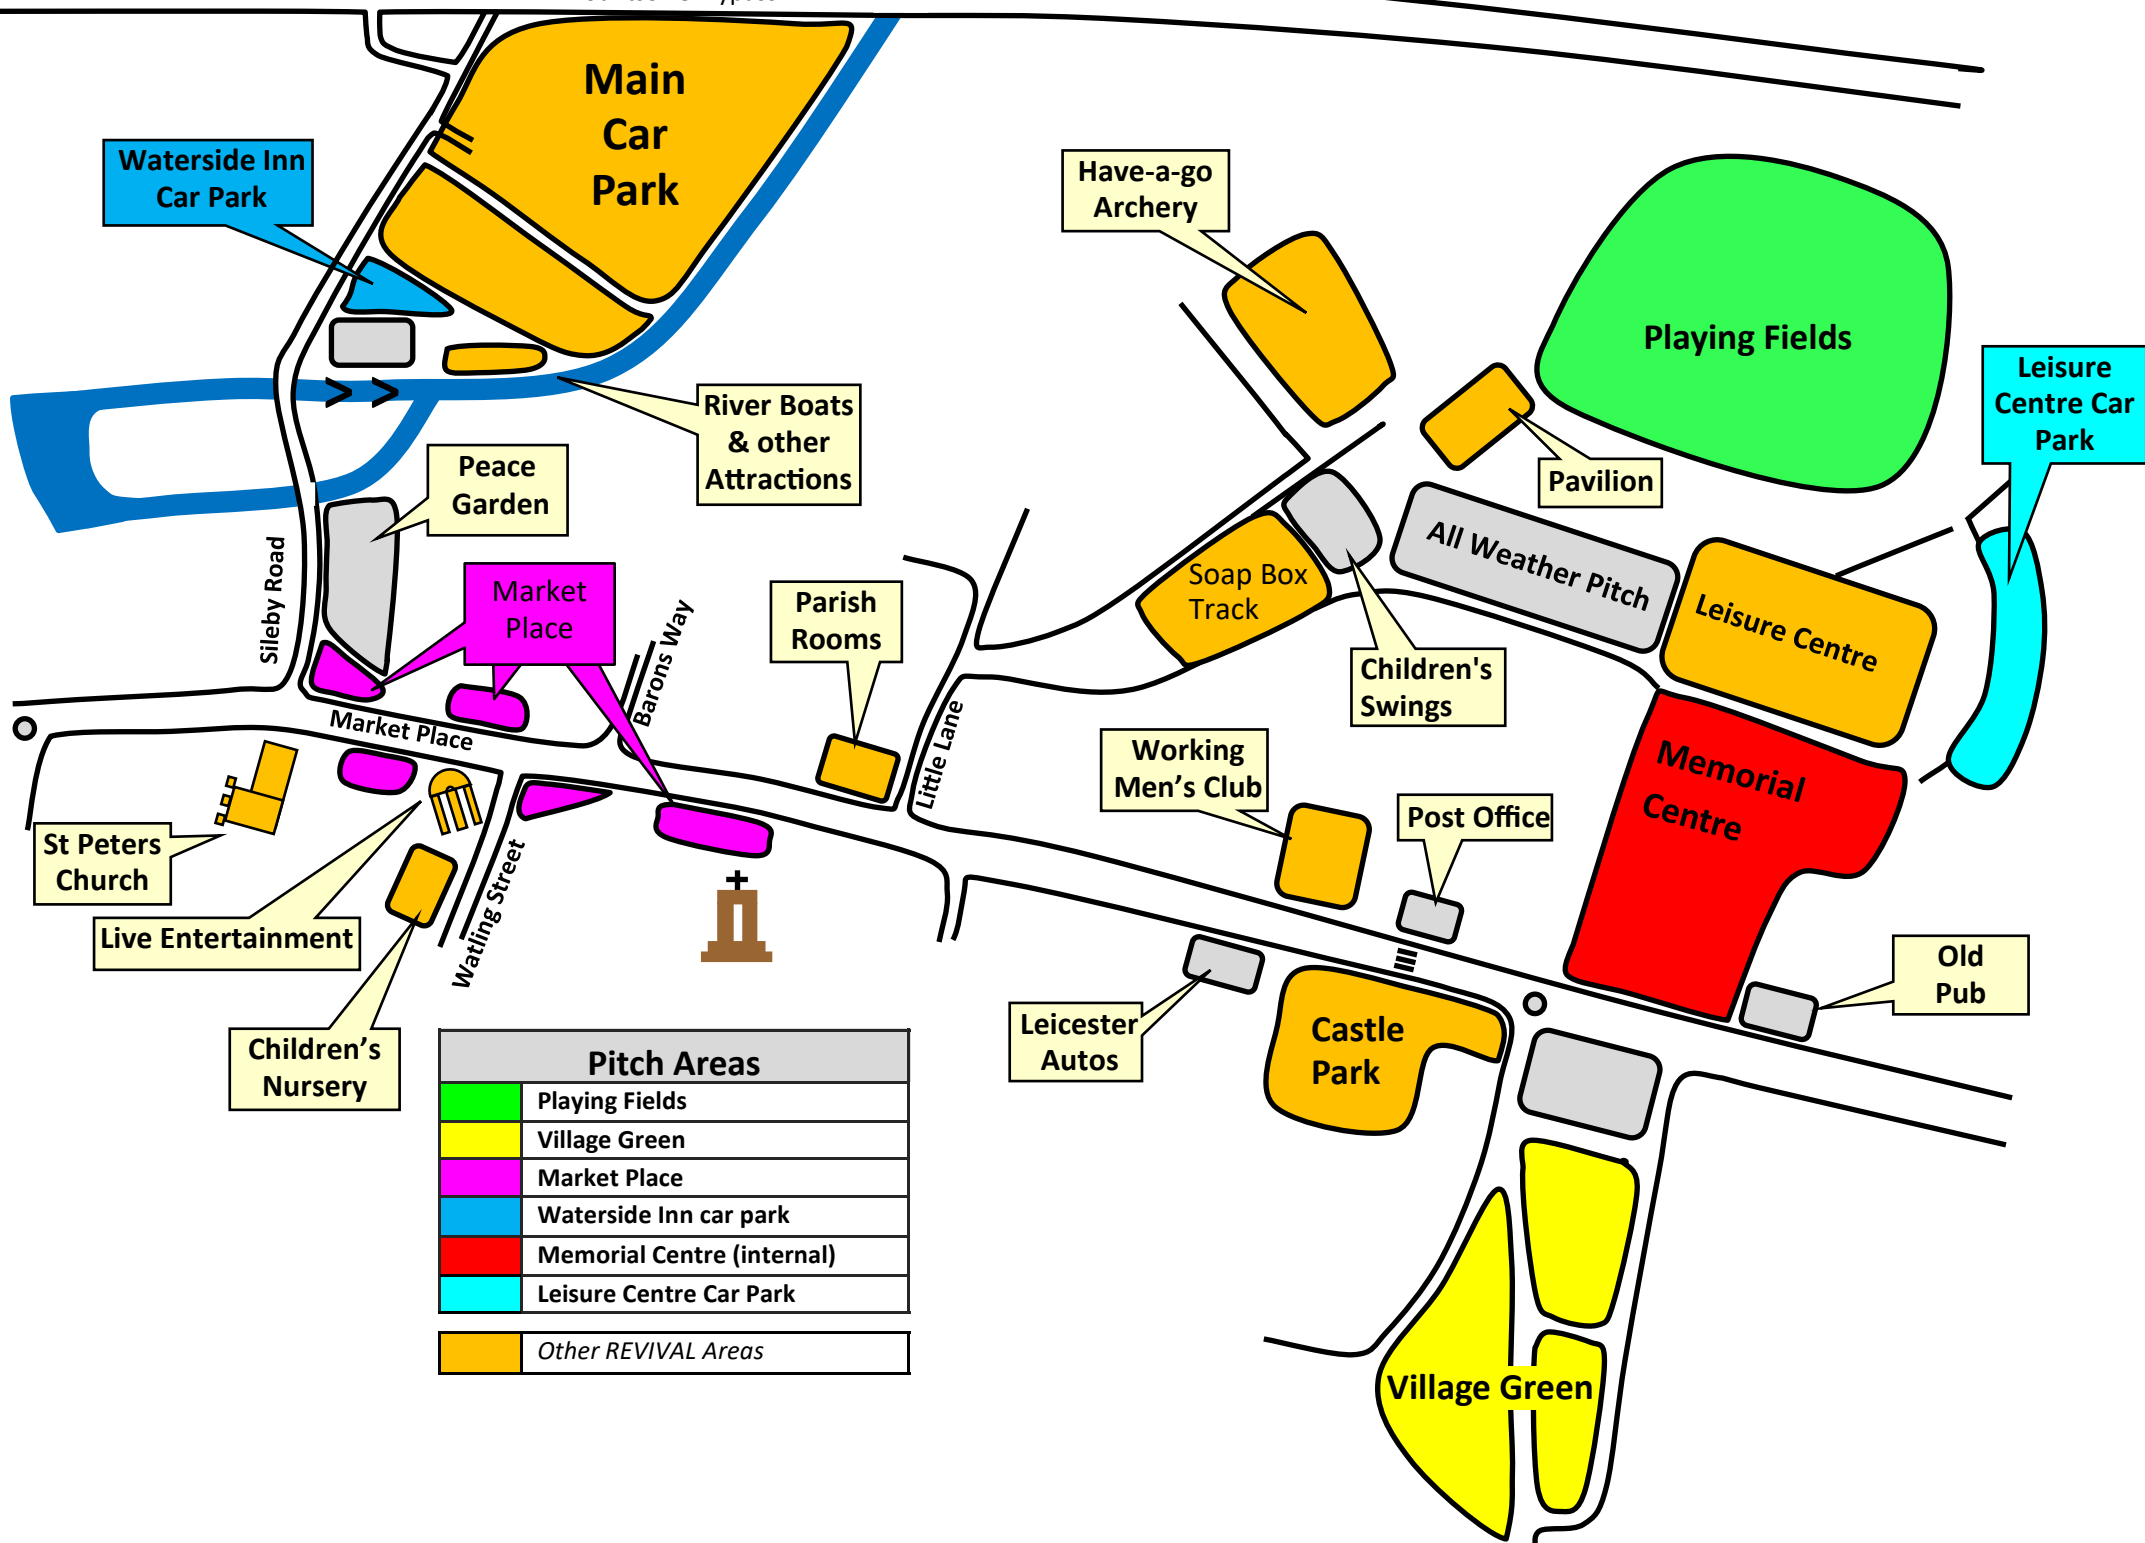 Main
Car
Park
Waterside Inn
Car Park
Have-a-go
Archery
Playing Fields
Leisure
Centre Car
Park
River Boats
& other
Attractions
Peace
Garden
Pavilion
All Weather Pitch
Soap Box
Track
Leisure Centre
Sileby Road
Market
Place
Barons Way
Parish
Rooms
Children's
Swings
Market Place
Little Lane
Working
Men's Club
Memorial
Centre
Post Office
St Peters
Church
Live Entertainment
Watling Street
Old
Pub
Leicester
Autos
Castle
Park
Children's
Nursery
Pitch Areas
Playing Fields
Village Green
Market Place
Waterside Inn car park
Memorial Centre (internal)
Leisure Centre Car Park
Other REVIVAL Areas
Village Green